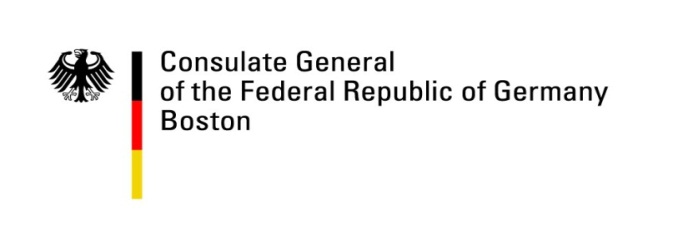 Consulate General
of the Federal Republic of Germany
Boston